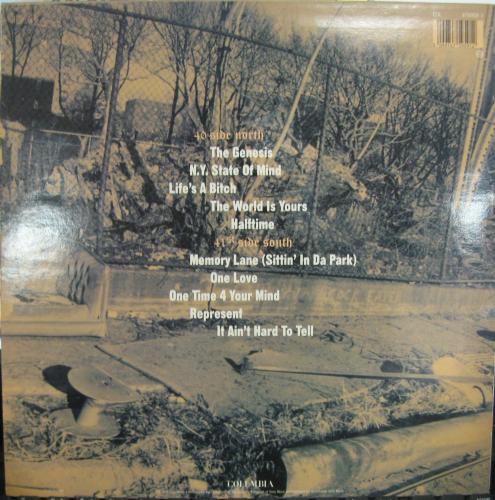 40 side north
The Genesis
N.Y. State Of Mind
Life's A Bitch
The World Is Yours
Halftime
41st side south
Memory Lane (Sittin' In Da Park)
One Love
One Time 4 Your Mind
Represent
It Ain't Hard To Tell
COLUMBIA